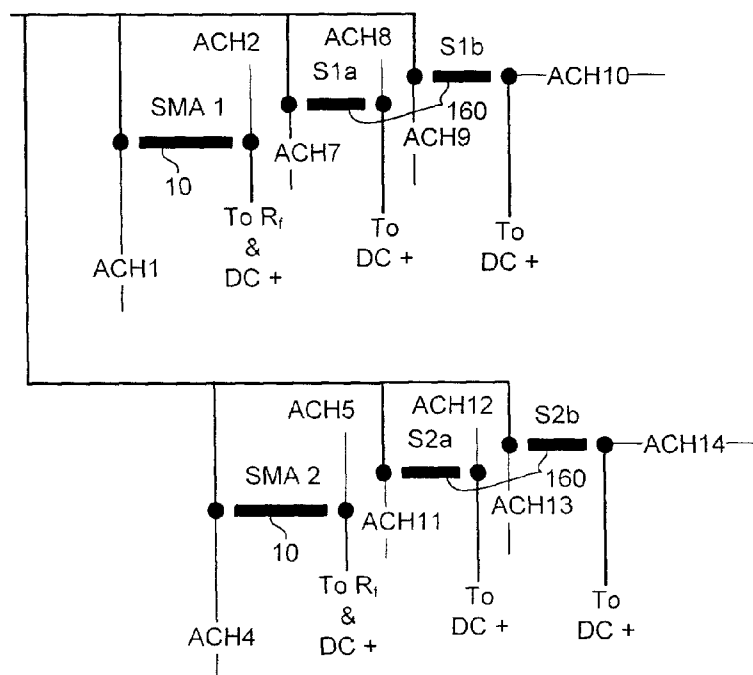 ACH8
S1b
ACH2
S1a
ACH10
SMA 1
160
ACH9
ACH7
10
To Rf
&
DC +
To
DC +
To
DC +
ACH1
ACH5
ACH12
S2b
S2a
ACH14
SMA 2
160
ACH13
ACH11
10
To Rf
&
DC +
To
DC +
To
DC +
ACH4